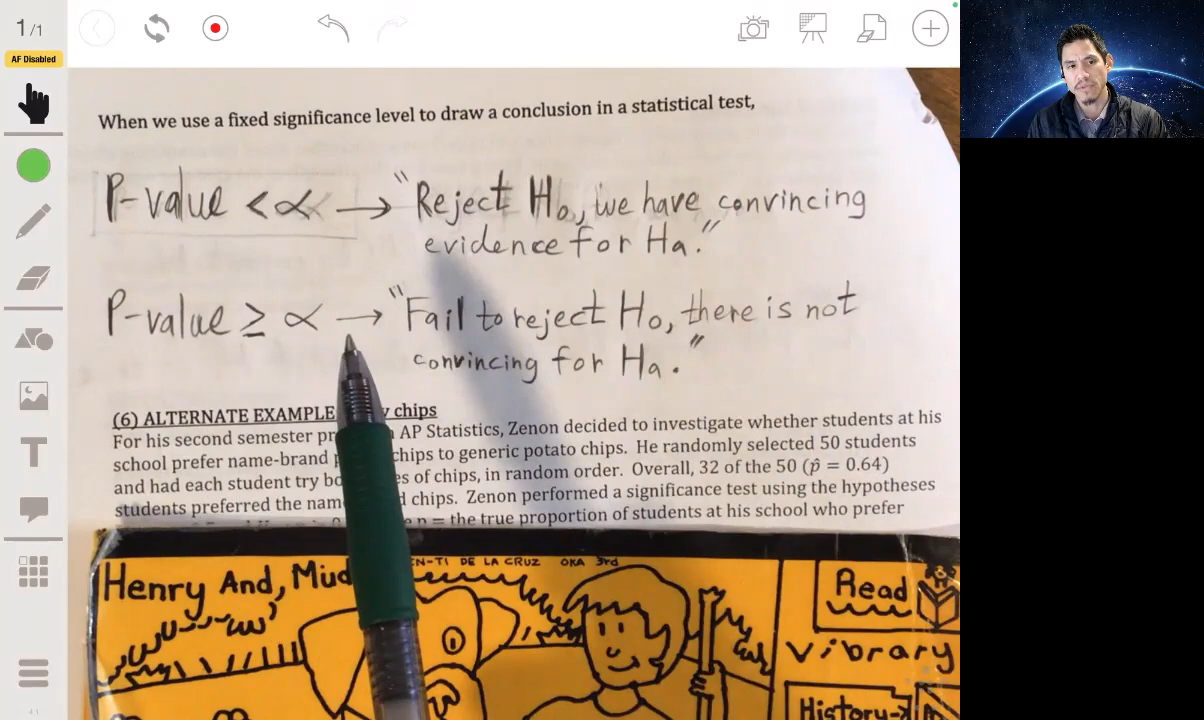 1/1
AF Disabled
When we use a fixed significance level to draw a conclusion in a statistical test,
P-value < α → "Reject H₀, we have convincing
evidence for Ha."
P-value ≥ α → "Fail to reject H₀, there is not
convincing for Ha."
(6) ALTERNATE EXAMPLE chips
For his second semester AP Statistics, Zenon decided to investigate whether students at his
school prefer name-brand chips to generic potato chips. He randomly selected 50 students
and had each student try of chips, in random order. Overall, 32 of the 50 (p̂ = 0.64)
students preferred the chips. Zenon performed a significance test using the hypotheses
= the true proportion of students at his school who prefer
DE LA CRUZ OKA 3rd
Henry And,
Read
Vibrary
History→
T